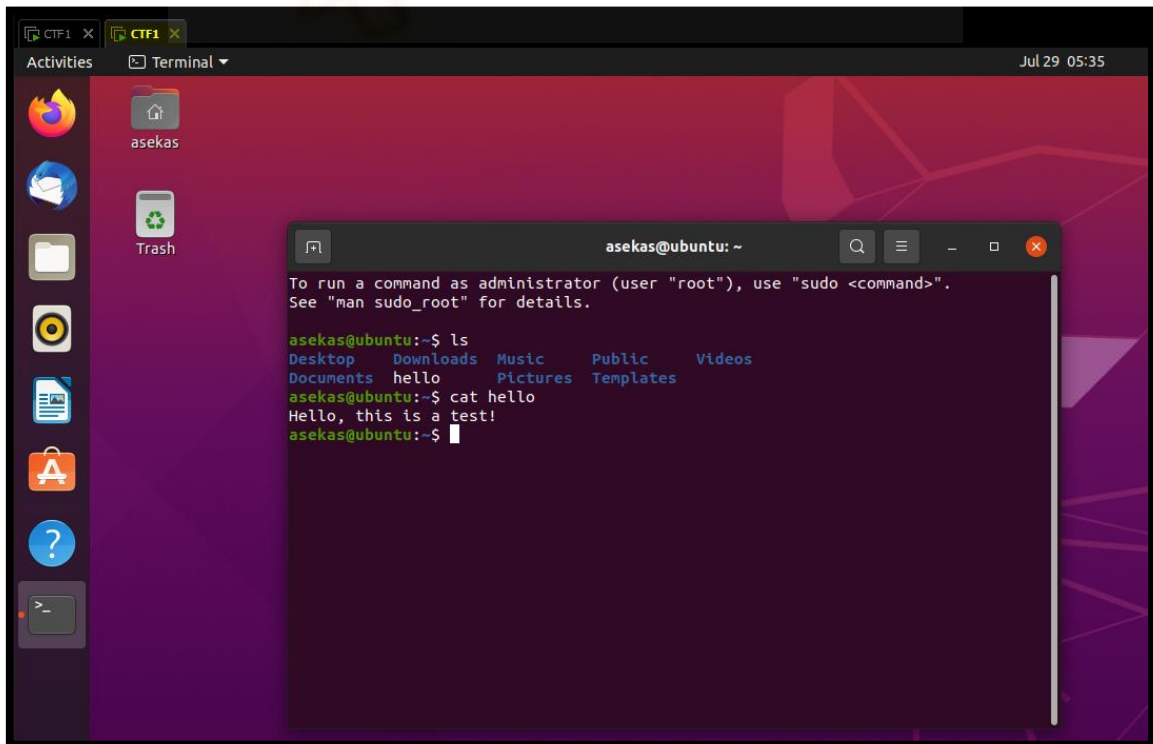 CTF1 CTF1
Activities Terminal Jul 29 05:35
asekas
Trash
asekas@ubuntu: ~
To run a command as administrator (user "root"), use "sudo <command>".
See "man sudo_root" for details.
asekas@ubuntu:~$ ls
Desktop Downloads Music Public Videos
Documents hello Pictures Templates
asekas@ubuntu:~$ cat hello
Hello, this is a test!
asekas@ubuntu:~$